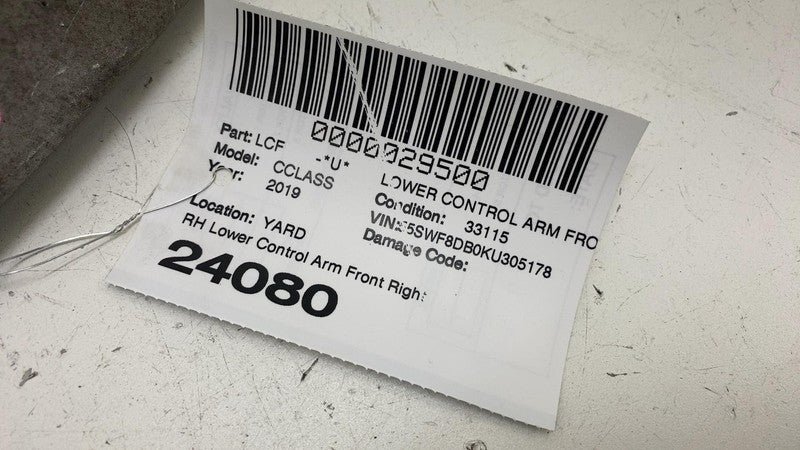 0000029500
Part: LCF -*U* LOWER CONTROL ARM FRO
Model: CCLASS Condition: 33115
Year: 2019 VIN: 55SWF8DB0KU305178
Damage Code:
Location: YARD
RH Lower Control Arm Front Right
24080